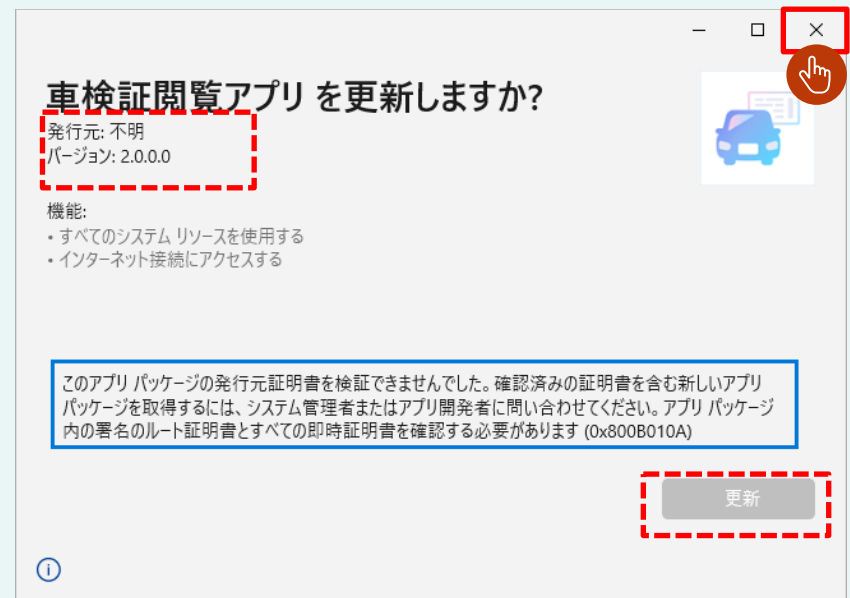 車検証閲覧アプリ を更新しますか?
発行元: 不明
バージョン: 2.0.0.0
機能:
• すべてのシステム リソースを使用する
• インターネット接続にアクセスする
このアプリ パッケージの発行元証明書を検証できませんでした。確認済みの証明書を含む新しいアプリ
パッケージを取得するには、システム管理者またはアプリ開発者に問い合わせてください。アプリ パッケージ
内の署名のルート証明書とすべての即時証明書を確認する必要があります (0x800B010A)
更新